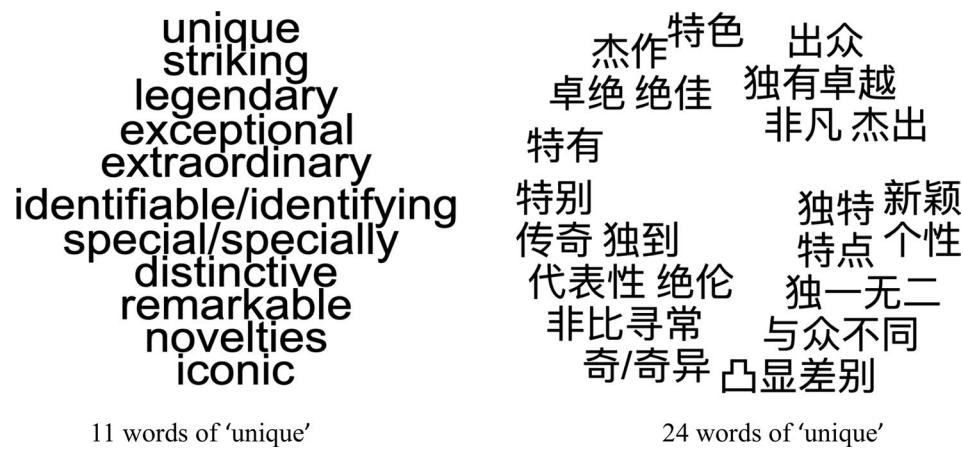 unique
striking
legendary
exceptional
extraordinary
identifiable/identifying
special/specially
distinctive
remarkable
novelties
iconic
11 words of ‘unique’
特色
杰作
卓绝 绝佳
特有
特别
传奇 独到
代表性 绝伦
非比寻常
奇/奇异
出众
独有卓越
非凡 杰出
独特 新颖
特点 个性
独一无二
与众不同
凸显差别
24 words of ‘unique’